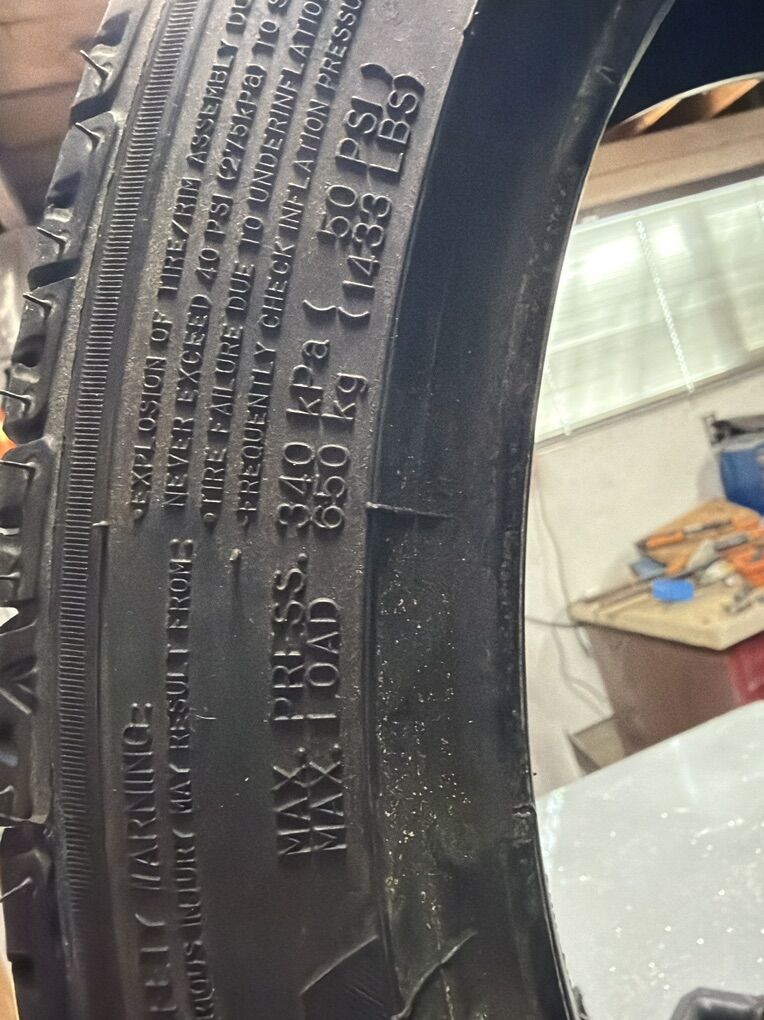 SAFETY WARNING:
SERIOUS INJURY MAY RESULT FROM:
•EXPLOSION OF TIRE/RIM ASSEMBLY
NEVER EXCEED 40 PSI (275kPa) TO
•TIRE FAILURE DUE TO UNDERINFLATION
•FREQUENTLY CHECK INFLATION PRESSURE
MAX. PRESS. 340 kPa { 50 PSI }
MAX. LOAD 650 kg { 1433 LBS }